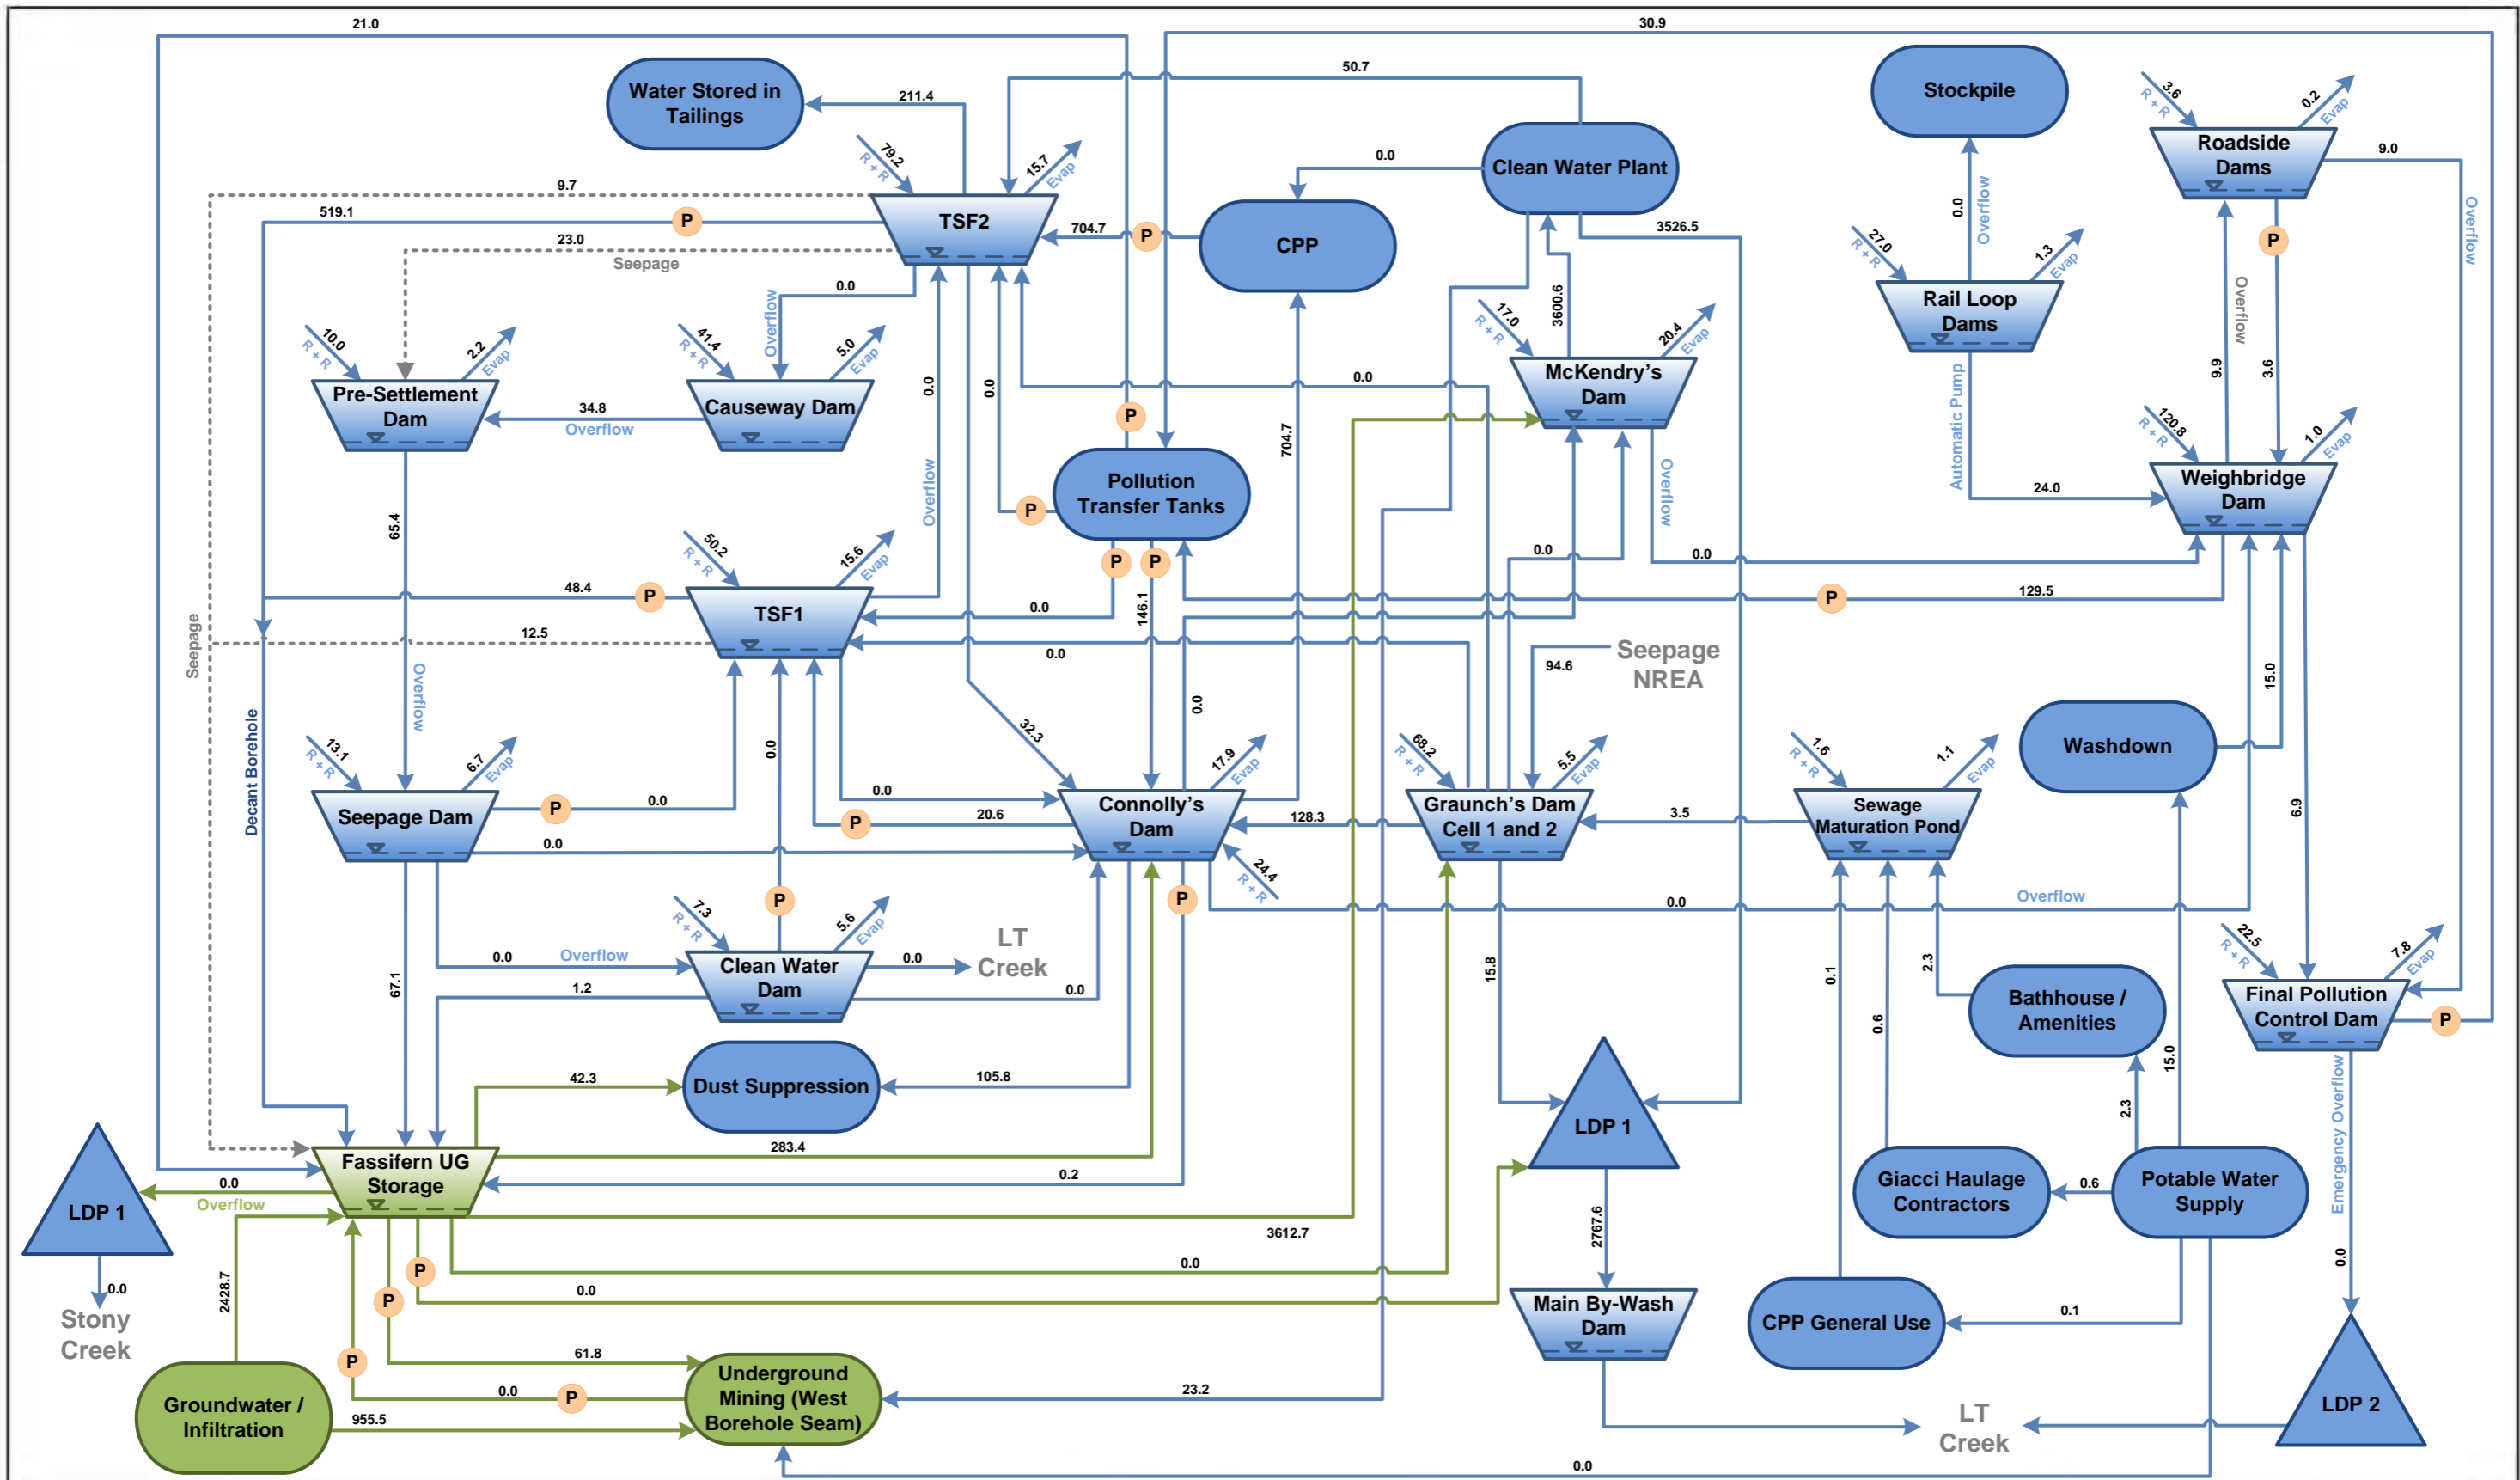 21.0
30.9
Water Stored in
Tailings
211.4
50.7
Stockpile
3.6
R + R
0.2
Evap
Roadside
Dams
9.0
Overflow
79.2
R + R
15.7
Evap
Clean Water Plant
0.0
9.7
519.1
P
TSF2
704.7
P
CPP
3526.5
0.0
Overflow
27.0
R + R
1.3
Evap
P
23.0
Seepage
0.0
Overflow
3600.6
17.0
R + R
20.4
Evap
Rail Loop
Dams
Overflow
9.9
3.6
10.0
R + R
2.2
Evap
41.4
R + R
5.0
Evap
0.0
0.0
0.0
McKendry's
Dam
Automatic Pump
120.8
R + R
1.0
Evap
Pre-Settlement
Dam
34.8
Overflow
Causeway Dam
P
704.7
Overflow
Overflow
Pollution
Transfer Tanks
P
24.0
Weighbridge
Dam
65.4
50.2
R + R
15.6
Evap
P
P
0.0
0.0
48.4
P
TSF1
0.0
146.1
P
129.5
Seepage
12.5
0.0
94.6
Seepage
NREA
Overflow
0.0
15.0
Decant Borehole
13.1
R + R
6.7
Evap
0.0
32.3
17.9
Evap
68.2
R + R
5.5
Evap
1.6
R + R
1.1
Evap
Washdown
Seepage Dam
P
0.0
0.0
P
20.6
Connolly's
Dam
128.3
Graunch's Dam
Cell 1 and 2
3.5
Sewage
Maturation Pond
6.9
0.0
24.4
R + R
P
P
0.0
Overflow
7.3
R + R
5.6
Evap
0.0
Overflow
Clean Water
Dam
0.0
LT
Creek
67.1
1.2
0.0
15.8
0.1
0.6
2.3
Bathhouse /
Amenities
22.5
R + R
7.8
Evap
Final Pollution
Control Dam
P
42.3
Dust Suppression
105.8
LDP 1
2.3
15.0
Emergency Overflow
283.4
Fassifern UG
Storage
0.2
0.0
Overflow
LDP 1
Giacci Haulage
Contractors
0.6
Potable Water
Supply
3612.7
2767.6
0.0
0.0
Stony
Creek
2428.7
P
0.0
P
0.0
Main By-Wash
Dam
CPP General Use
0.1
0.0
P
61.8
Underground
Mining (West
Borehole Seam)
0.0
P
23.2
Groundwater /
Infiltration
955.5
LT
Creek
LDP 2
0.0